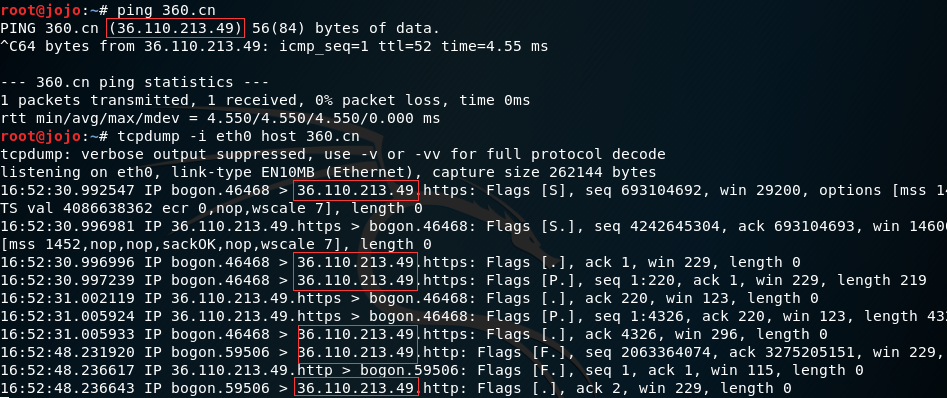 root@jojo:~# ping 360.cn
PING 360.cn (36.110.213.49) 56(84) bytes of data.
^C64 bytes from 36.110.213.49: icmp_seq=1 ttl=52 time=4.55 ms
--- 360.cn ping statistics ---
1 packets transmitted, 1 received, 0% packet loss, time 0ms
rtt min/avg/max/mdev = 4.550/4.550/4.550/0.000 ms
root@jojo:~# tcpdump -i eth0 host 360.cn
tcpdump: verbose output suppressed, use -v or -vv for full protocol decode
listening on eth0, link-type EN10MB (Ethernet), capture size 262144 bytes
16:52:30.992547 IP bogon.46468 > 36.110.213.49.https: Flags [S], seq 693104692, win 29200, options [mss 14
TS val 4086638362 ecr 0,nop,wscale 7], length 0
16:52:30.996981 IP 36.110.213.49.https > bogon.46468: Flags [S.], seq 4242645304, ack 693104693, win 1460
[mss 1452,nop,nop,sackOK,nop,wscale 7], length 0
16:52:30.996996 IP bogon.46468 > 36.110.213.49.https: Flags [.], ack 1, win 229, length 0
16:52:30.997239 IP bogon.46468 > 36.110.213.49.https: Flags [P.], seq 1:220, ack 1, win 229, length 219
16:52:31.002119 IP 36.110.213.49.https > bogon.46468: Flags [.], ack 220, win 123, length 0
16:52:31.005924 IP 36.110.213.49.https > bogon.46468: Flags [P.], seq 1:4326, ack 220, win 123, length 43
16:52:31.005933 IP bogon.46468 > 36.110.213.49.https: Flags [.], ack 4326, win 296, length 0
16:52:48.231920 IP bogon.59506 > 36.110.213.49.http: Flags [F.], seq 2063364074, ack 3275205151, win 229,
16:52:48.236617 IP 36.110.213.49.http > bogon.59506: Flags [F.], seq 1, ack 1, win 115, length 0
16:52:48.236643 IP bogon.59506 > 36.110.213.49.http: Flags [.], ack 2, win 229, length 0